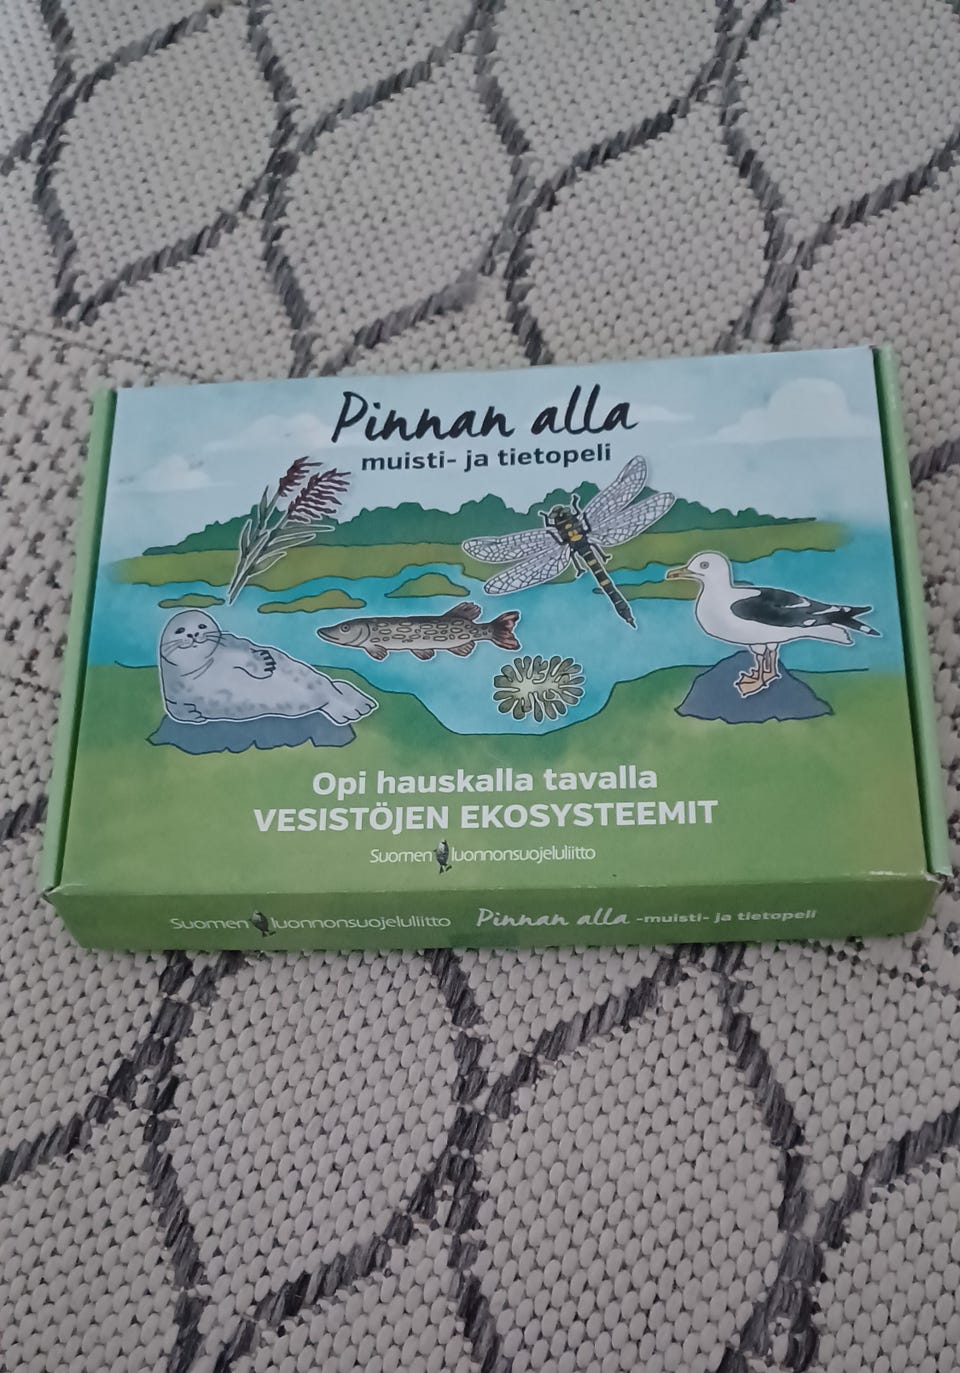 Pinnan alla
muisti- ja tietopeli
Opi hauskalla tavalla
VESISTÖJEN EKOSYSTEEMIT
Suomen luonnonsuojeluliitto
Suomen luonnonsuojeluliitto Pinnan alla -muisti- ja tietopeli